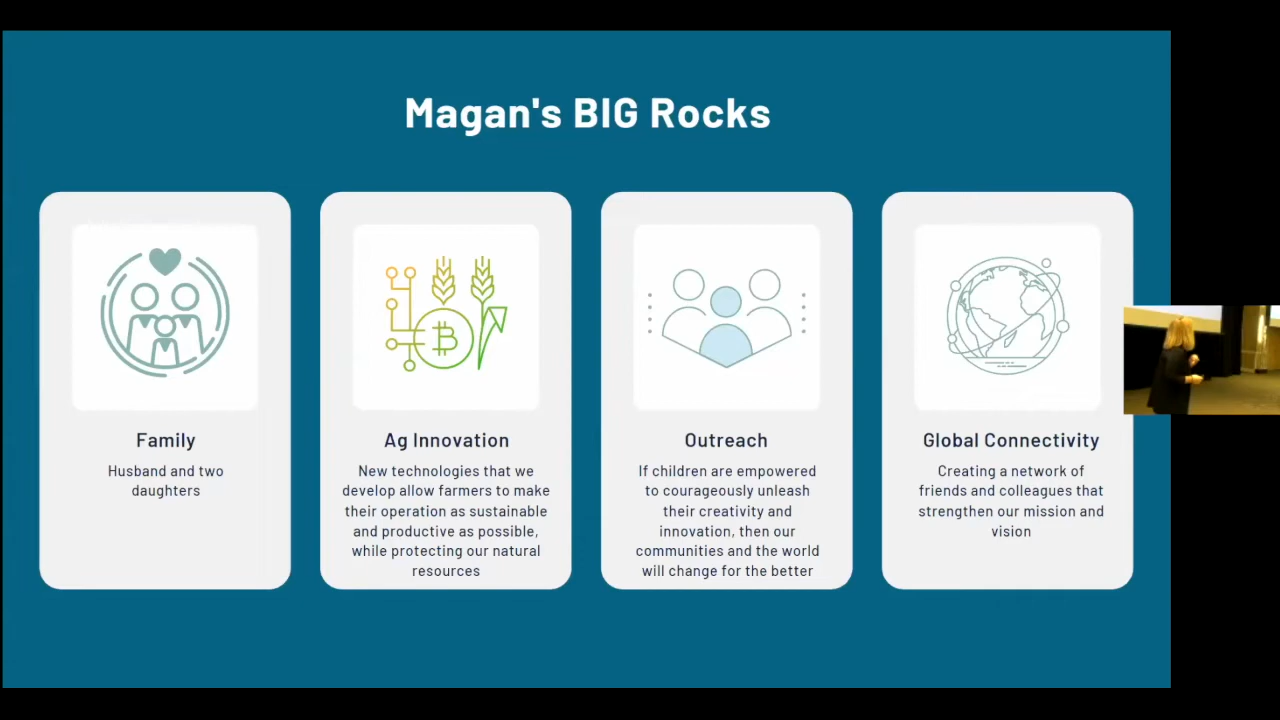 Magan's BIG Rocks
Family
Husband and two
daughters
Ag Innovation
New technologies that we
develop allow farmers to make
their operation as sustainable
and productive as possible,
while protecting our natural
resources
Outreach
If children are empowered
to courageously unleash
their creativity and
innovation, then our
communities and the world
will change for the better
Global Connectivity
Creating a network of
friends and colleagues that
strengthen our mission and
vision